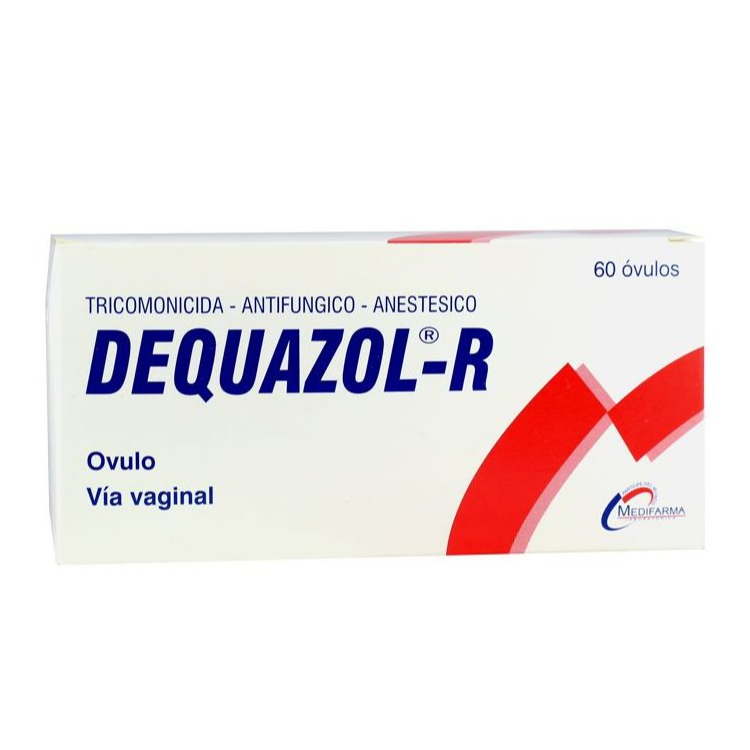 60 óvulos
TRICOMONICIDA - ANTIFUNGICO - ANESTESICO
DEQUAZOL®-R
Ovulo
Vía vaginal
MEDIFARMA